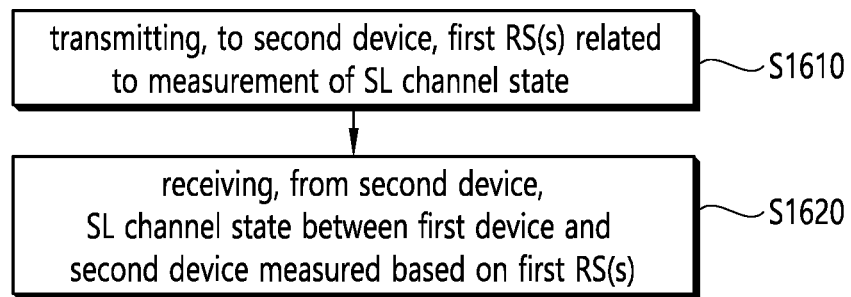 transmitting, to second device, first RS(s) related
to measurement of SL channel state
S1610
receiving, from second device,
SL channel state between first device and
second device measured based on first RS(s)
S1620